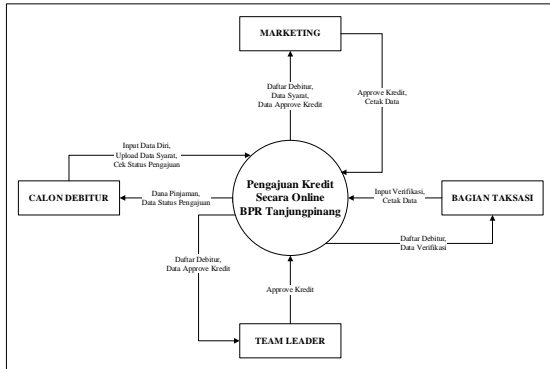 MARKETING
Daftar Debitur,
Data Syarat,
Data Approve Kredit
Approve Kredit,
Cetak Data
Input Data Diri,
Upload Data Syarat,
Cek Status Pengajuan
CALON DEBITUR
Dana Pinjaman,
Data Status Pengajuan
Pengajuan Kredit
Secara Online
BPR Tanjungpinang
Input Verifikasi,
Cetak Data
BAGIAN TAKSASI
Daftar Debitur,
Data Verifikasi
Daftar Debitur,
Data Approve Kredit
Approve Kredit
TEAM LEADER